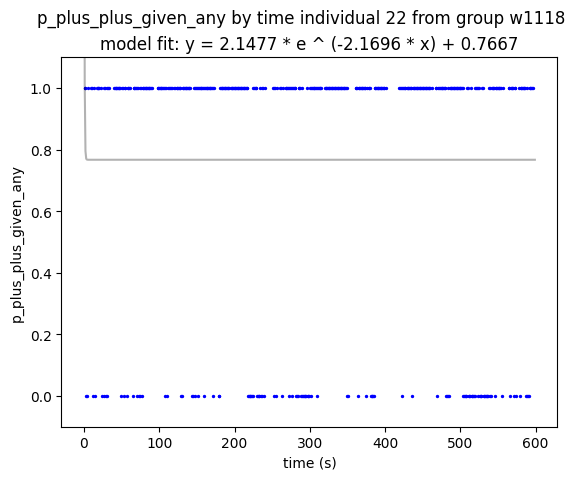 p_plus_plus_given_any by time individual 22 from group w1118
model fit: y = 2.1477 * e ^ (-2.1696 * x) + 0.7667
p_plus_plus_given_any
1.0
0.8
0.6
0.4
0.2
0.0
0 100 200 300 400 500 600
time (s)